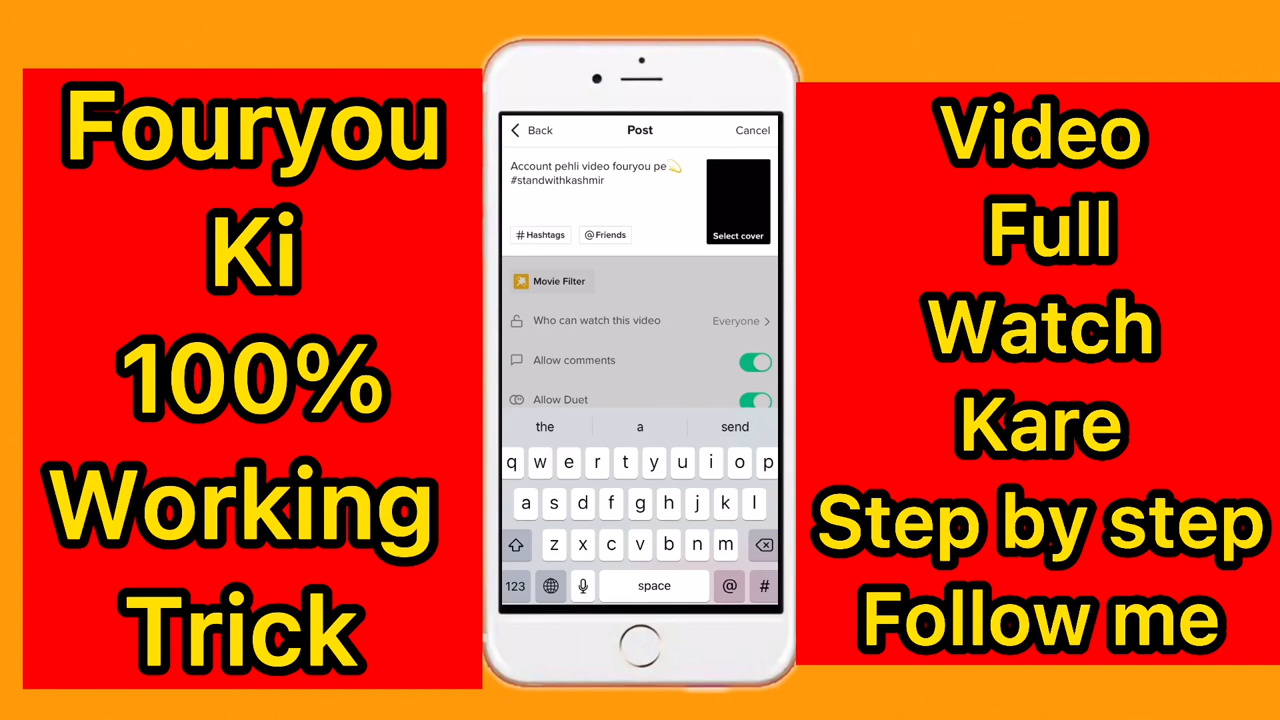 Fouryou
Ki
100%
Working
Trick
Back Post Cancel
Account pehli video fouryou pe💫
#standwithkashmir
Select cover
#Hashtags @Friends
Movie Filter
Who can watch this video Everyone
Allow comments
Allow Duet
the a send
q w e r t y u i o p
a s d f g h j k l
z x c v b n m
123 space @ #
Video
Full
Watch
Kare
Step by step
Follow me